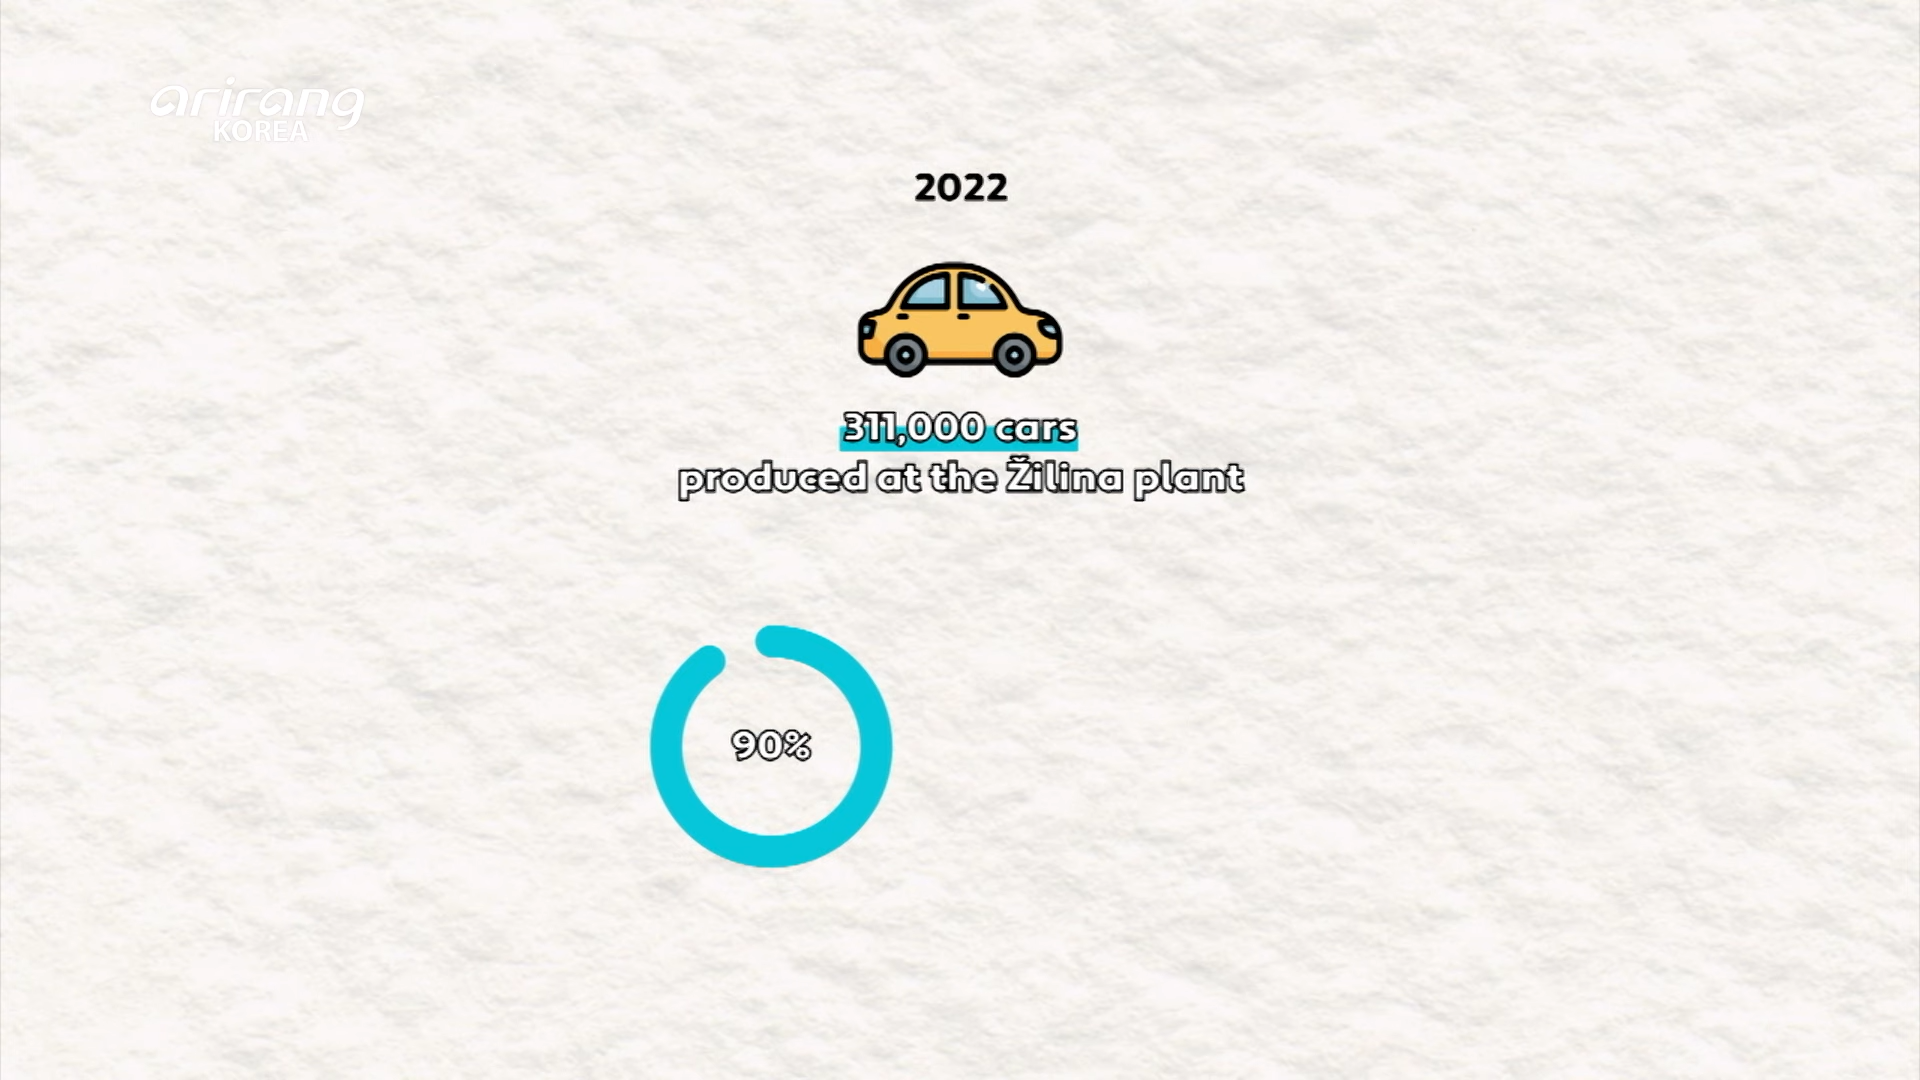 arirang
KOREA
2022
311,000 cars
produced at the Žilina plant
90%